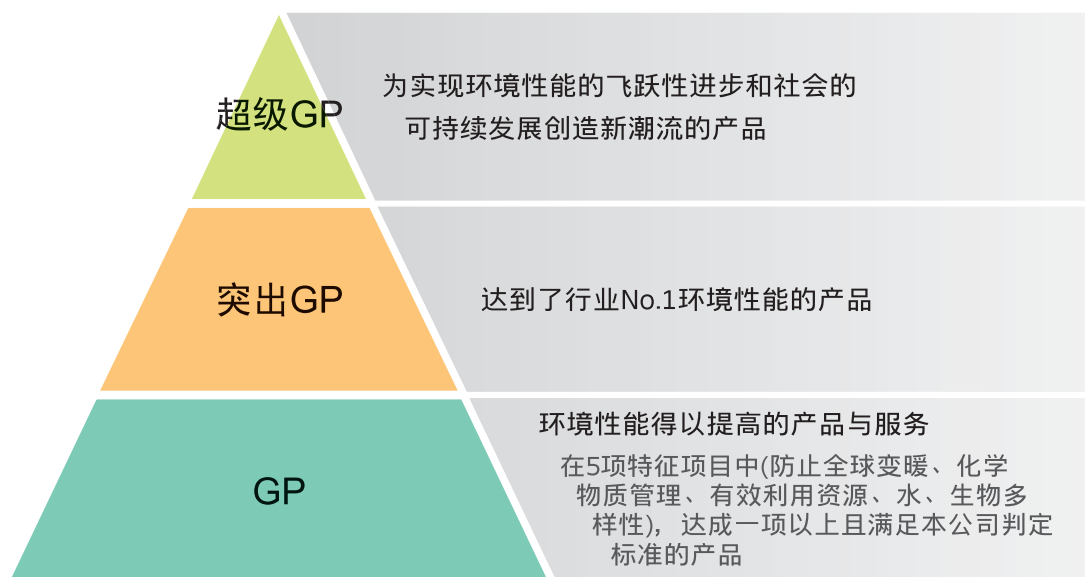 超级GP
为实现环境性能的飞跃性进步和社会的
可持续发展创造新潮流的产品
突出GP
达到了行业No.1环境性能的产品
GP
环境性能得以提高的产品与服务
在5项特征项目中(防止全球变暖、化学
物质管理、有效利用资源、水、生物多
样性)，达成一项以上且满足本公司判定
标准的产品